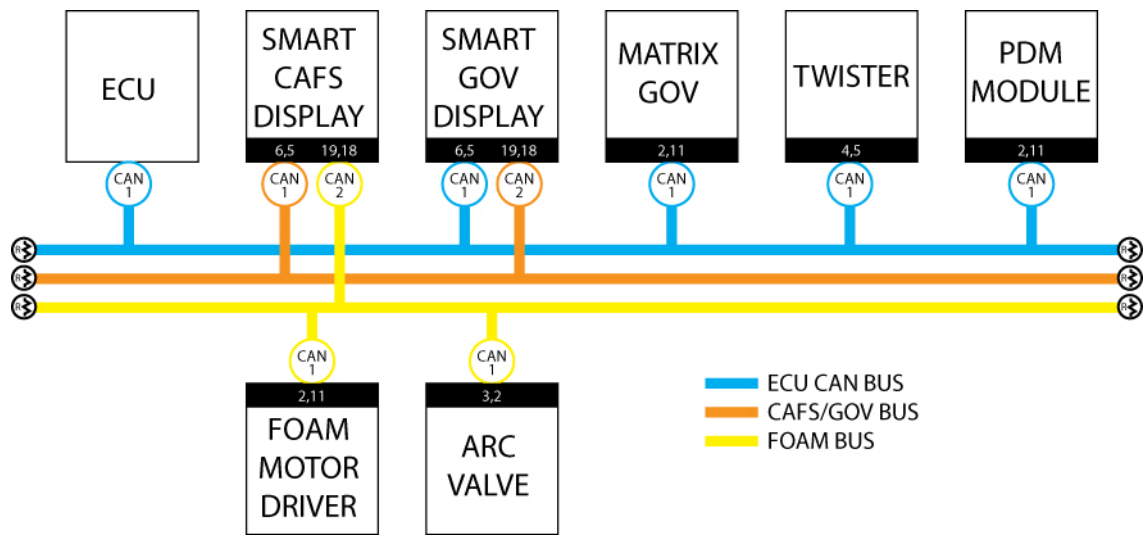 ECU
SMART
CAFS
DISPLAY
6,5 19,18
SMART
GOV
DISPLAY
6,5 19,18
MATRIX
GOV
2,11
TWISTER
4,5
PDM
MODULE
2,11
CAN
1
CAN
1
CAN
2
CAN
1
CAN
2
CAN
1
CAN
1
CAN
1
R
R
R
R
R
R
CAN
1
2,11
FOAM
MOTOR
DRIVER
CAN
1
3,2
ARC
VALVE
ECU CAN BUS
CAFS/GOV BUS
FOAM BUS